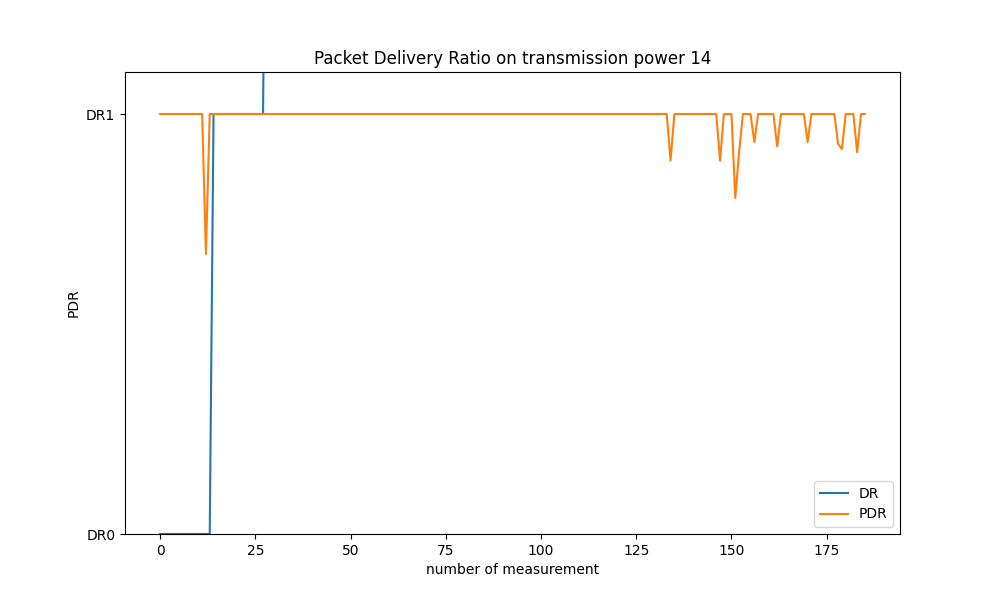 Packet Delivery Ratio on transmission power 14
DR1
PDR
DR0
DR
PDR
0 25 50 75 100 125 150 175
number of measurement